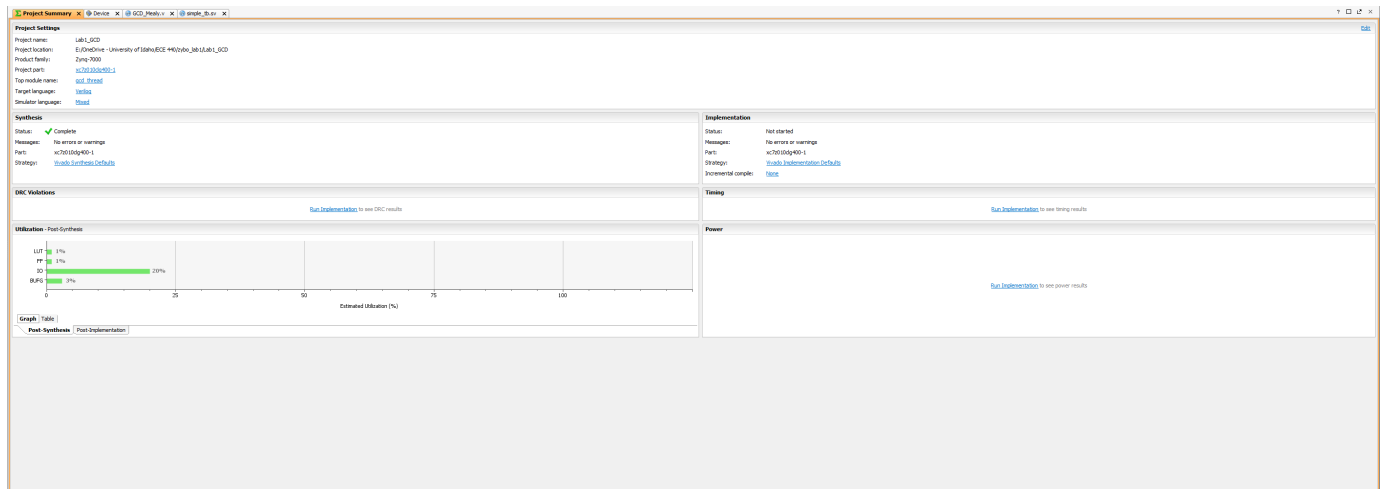 Project Summary
Device
GCD_Mealy.v
simple_tb.sv
Project Settings
Edit
Project name: Lab1_GCD
Project location: E:/OneDrive - University of Idaho/ECE 440/zybo_lab1/Lab1_GCD
Product family: Zynq-7000
Project part: xc7z010clg400-1
Top module name: gcd_thread
Target language: Verilog
Simulator language: Mixed
Synthesis
Status: Complete
Messages: No errors or warnings
Part: xc7z010clg400-1
Strategy: Vivado Synthesis Defaults
Implementation
Status: Not started
Messages: No errors or warnings
Part: xc7z010clg400-1
Strategy: Vivado Implementation Defaults
Incremental compile: None
DRC Violations
Run Implementation to see DRC results
Timing
Run Implementation to see timing results
Utilization - Post-Synthesis
LUT 1%
FF 1%
IO 20%
BUFG 3%
0 25 50 75 100
Estimated Utilization (%)
Graph Table
Post-Synthesis Post-Implementation
Power
Run Implementation to see power results